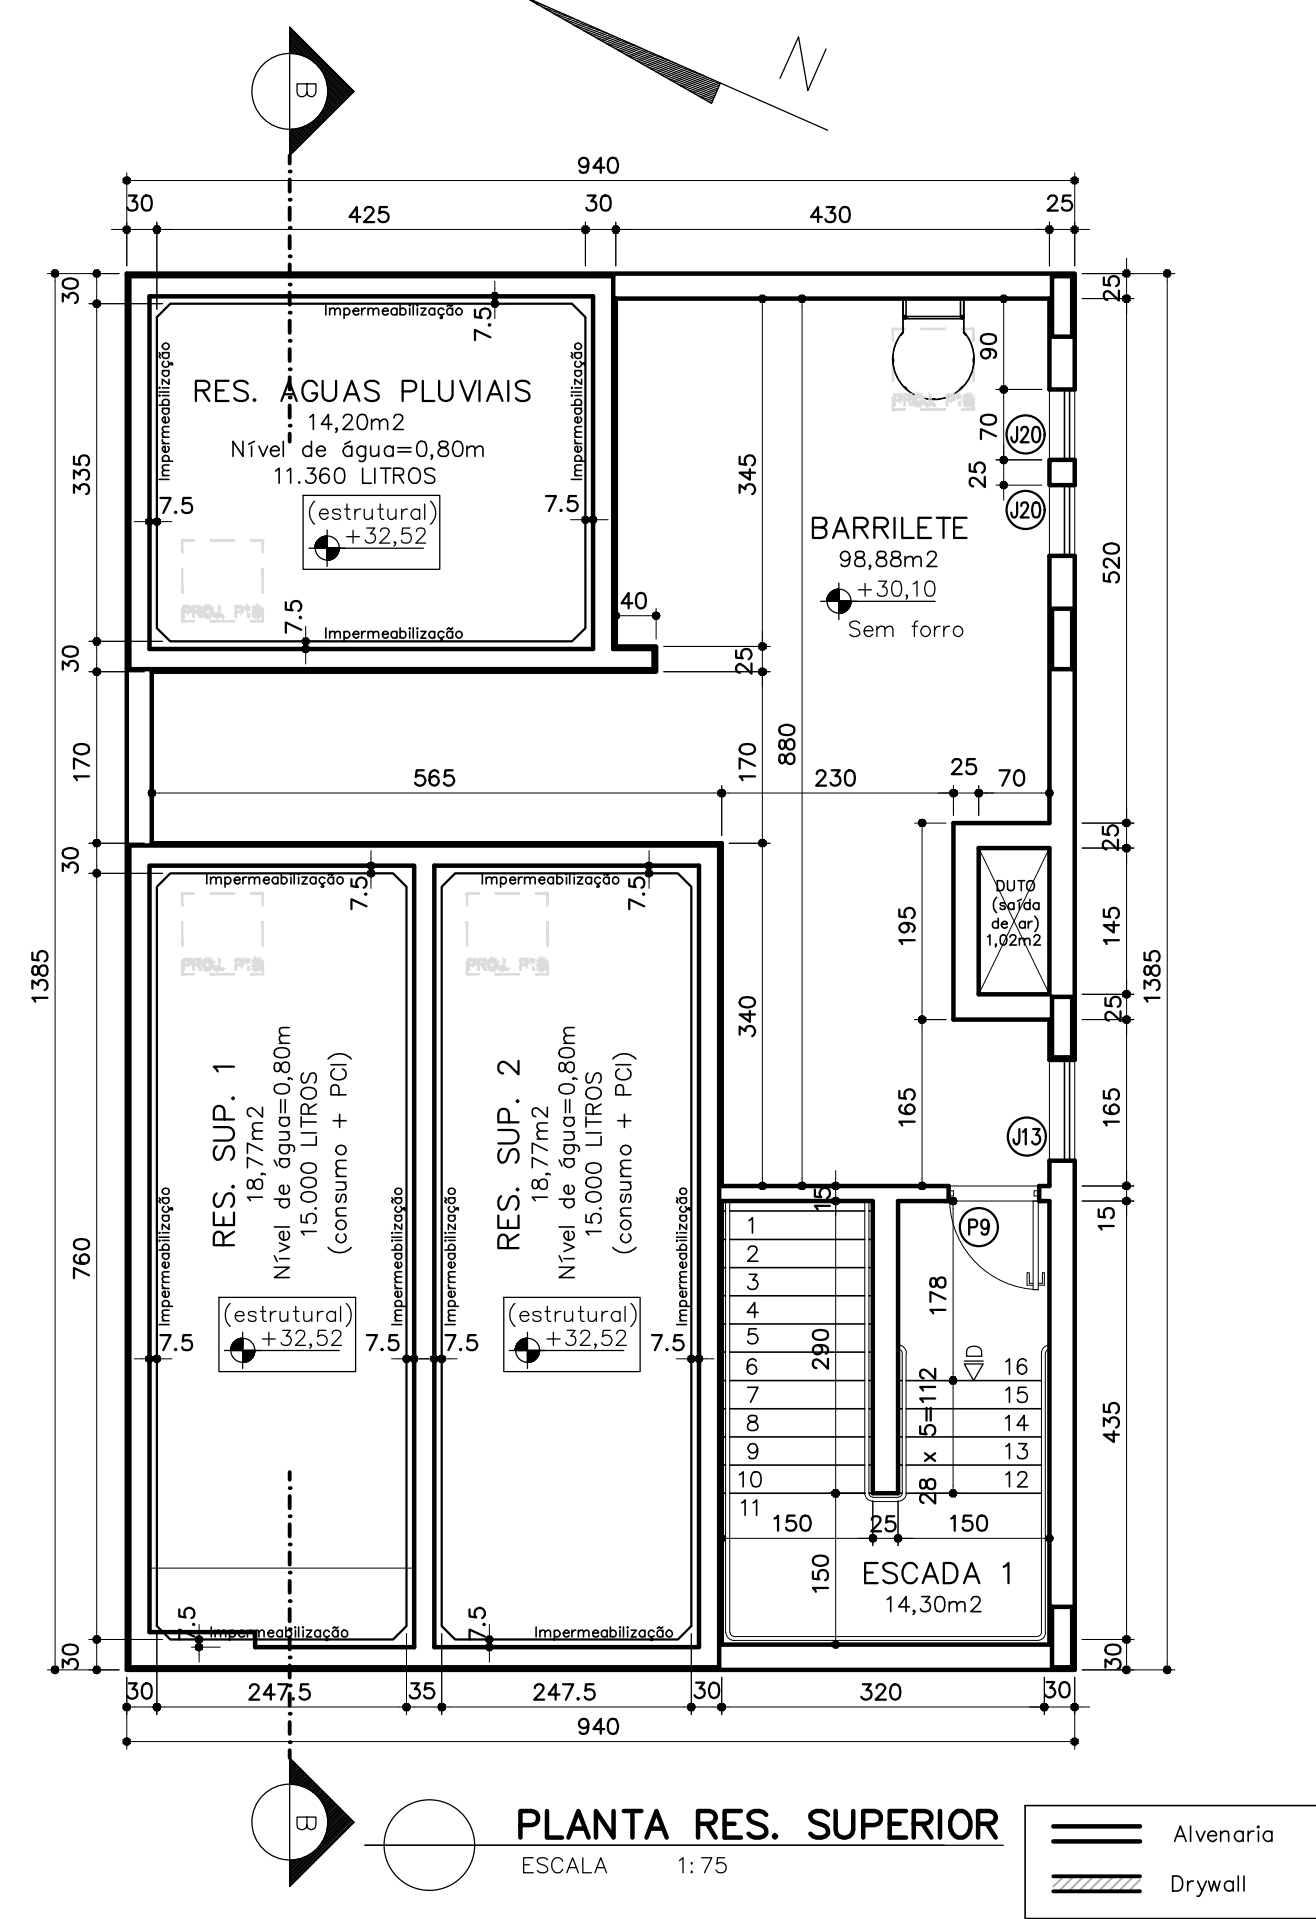 B
N
940
30
425
30
430
25
30
335
30
170
30
760
30
1385
Impermeabilização
7.5
Impermeabilização
Impermeabilização
RES. AGUAS PLUVIAIS
14,20m2
Nível de água=0,80m
11.360 LITROS
7.5
7.5
(estrutural)
+32,52
PROJ. P:S
7.5
Impermeabilização
40
25
345
170
880
340
90
70
25
PROJ. P:S
J20
J20
BARRILETE
98,88m2
+30,10
Sem forro
25
520
25
145
25
165
15
435
30
1385
565
230
25
70
195
165
DUTO
(saída
de ar)
1,02m2
J13
Impermeabilização
7.5
Impermeabilização
7.5
PROJ. P:S
PROJ. P:S
RES. SUP. 1
18,77m2
Nível de água=0,80m
15.000 LITROS
(consumo + PCI)
RES. SUP. 2
18,77m2
Nível de água=0,80m
15.000 LITROS
(consumo + PCI)
Impermeabilização
Impermeabilização
Impermeabilização
Impermeabilização
(estrutural)
+32,52
(estrutural)
+32,52
7.5
7.5
7.5
7.5
7.5
Impermeabilização
7.5
Impermeabilização
15
P9
1
2
3
4
5
6
7
8
9
10
11
290
178
ID
28 x 5=112
16
15
14
13
12
150
25
150
150
ESCADA 1
14,30m2
30
247.5
35
247.5
30
320
30
940
B
PLANTA RES. SUPERIOR
ESCALA 1:75
Alvenaria
Drywall